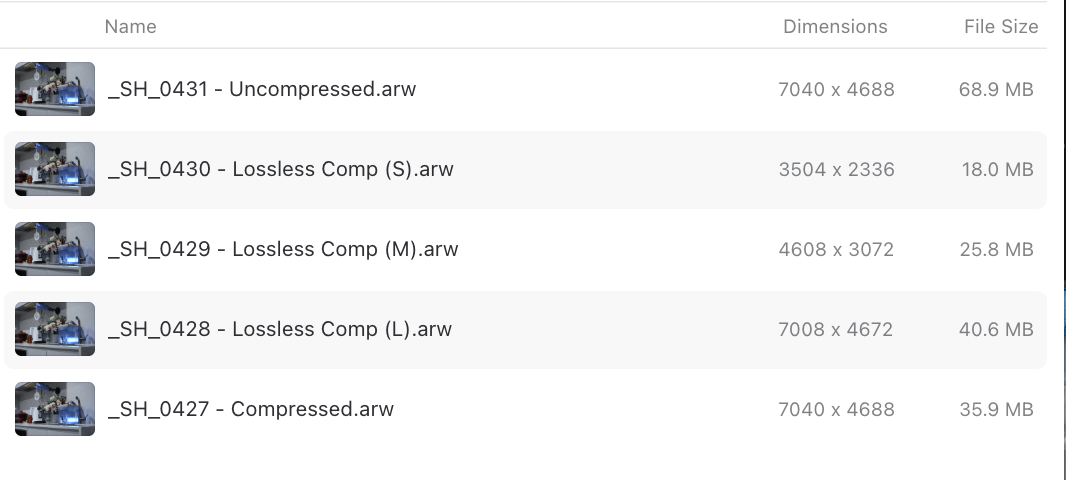 Name Dimensions File Size
_SH_0431 - Uncompressed.arw 7040 x 4688 68.9 MB
_SH_0430 - Lossless Comp (S).arw 3504 x 2336 18.0 MB
_SH_0429 - Lossless Comp (M).arw 4608 x 3072 25.8 MB
_SH_0428 - Lossless Comp (L).arw 7008 x 4672 40.6 MB
_SH_0427 - Compressed.arw 7040 x 4688 35.9 MB